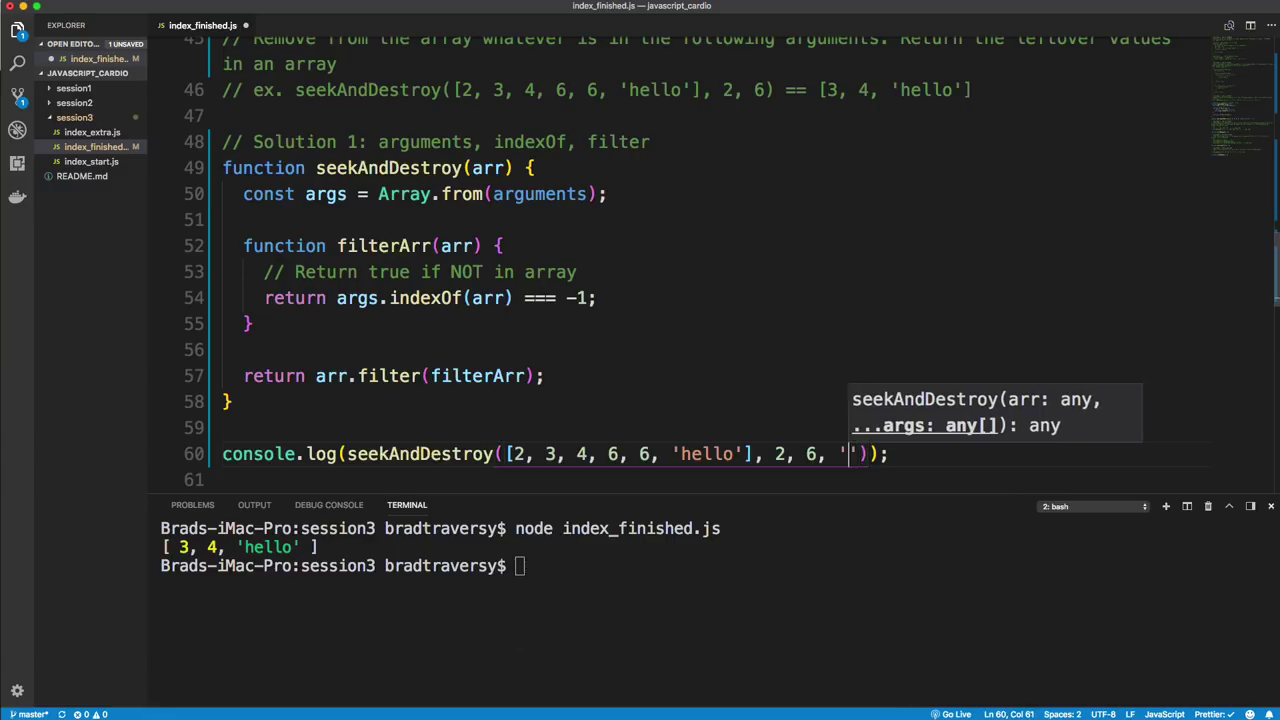 index_finished.js — javascript_cardio
EXPLORER
index_finished.js
OPEN EDITO... 1 UNSAVED
index_finishe... M
JAVASCRIPT_CARDIO
session1
session2
session3
index_extra.js
index_finished... M
index_start.js
README.md
1
1
45 // Remove from the array whatever is in the following arguments. Return the leftover values
in an array
46 // ex. seekAndDestroy([2, 3, 4, 6, 6, 'hello'], 2, 6) == [3, 4, 'hello']
47
48 // Solution 1: arguments, indexOf, filter
49 function seekAndDestroy(arr) {
50 const args = Array.from(arguments);
51
52 function filterArr(arr) {
53 // Return true if NOT in array
54 return args.indexOf(arr) === -1;
55 }
56
57 return arr.filter(filterArr);
58 }
59
60 console.log(seekAndDestroy([2, 3, 4, 6, 6, 'hello'], 2, 6, ''));
61
seekAndDestroy(arr: any,
...args: any[]): any
PROBLEMS OUTPUT DEBUG CONSOLE TERMINAL 2: bash
Brads-iMac-Pro:session3 bradtraversy$ node index_finished.js
[ 3, 4, 'hello' ]
Brads-iMac-Pro:session3 bradtraversy$
master* 0 0 Go Live Ln 60, Col 61 Spaces: 2 UTF-8 LF JavaScript Prettier: ✓